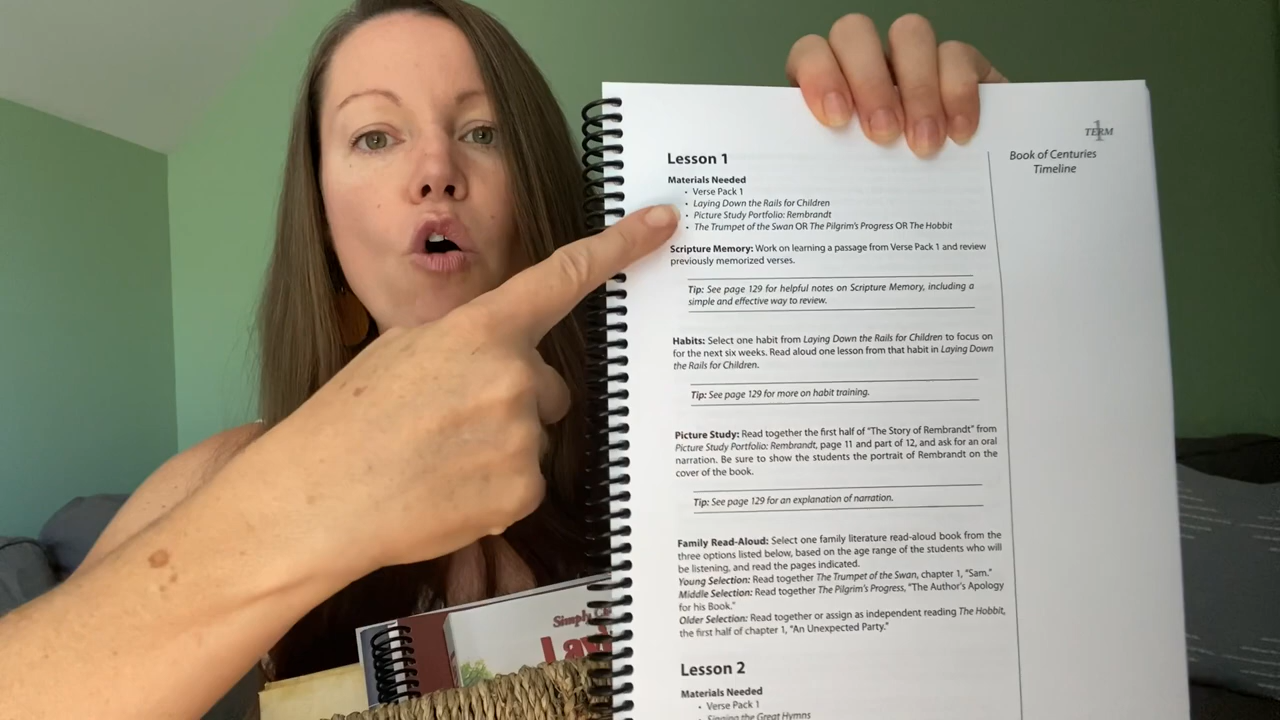 TERM
1
Book of Centuries
Timeline
Lesson 1
Materials Needed
• Verse Pack 1
• Laying Down the Rails for Children
• Picture Study Portfolio: Rembrandt
• The Trumpet of the Swan OR The Pilgrim's Progress OR The Hobbit
Scripture Memory: Work on learning a passage from Verse Pack 1 and review
previously memorized verses.
Tip: See page 129 for helpful notes on Scripture Memory, including a
simple and effective way to review.
Habits: Select one habit from Laying Down the Rails for Children to focus on
for the next six weeks. Read aloud one lesson from that habit in Laying Down
the Rails for Children.
Tip: See page 129 for more on habit training.
Picture Study: Read together the first half of "The Story of Rembrandt" from
Picture Study Portfolio: Rembrandt, page 11 and part of 12, and ask for an oral
narration. Be sure to show the students the portrait of Rembrandt on the
cover of the book.
Tip: See page 129 for an explanation of narration.
Family Read-Aloud: Select one family literature read-aloud book from the
three options listed below, based on the age range of the students who will
be listening, and read the pages indicated.
Young Selection: Read together The Trumpet of the Swan, chapter 1, "Sam."
Middle Selection: Read together The Pilgrim's Progress, "The Author's Apology
for his Book."
Older Selection: Read together or assign as independent reading The Hobbit,
the first half of chapter 1, "An Unexpected Party."
Lesson 2
Materials Needed
• Verse Pack 1
• Singing the Great Hymns
Simply